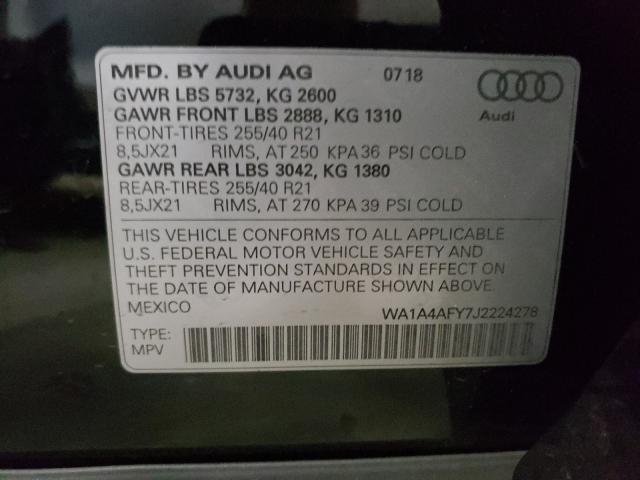 MFD. BY AUDI AG 0718
GVWR LBS 5732, KG 2600
GAWR FRONT LBS 2888, KG 1310
FRONT-TIRES 255/40 R21
8,5JX21 RIMS, AT 250 KPA 36 PSI COLD
GAWR REAR LBS 3042, KG 1380
REAR-TIRES 255/40 R21
8,5JX21 RIMS, AT 270 KPA 39 PSI COLD
Audi
THIS VEHICLE CONFORMS TO ALL APPLICABLE
U.S. FEDERAL MOTOR VEHICLE SAFETY AND
THEFT PREVENTION STANDARDS IN EFFECT ON
THE DATE OF MANUFACTURE SHOWN ABOVE.
MEXICO WA1A4AFY7J2224278
TYPE:
MPV